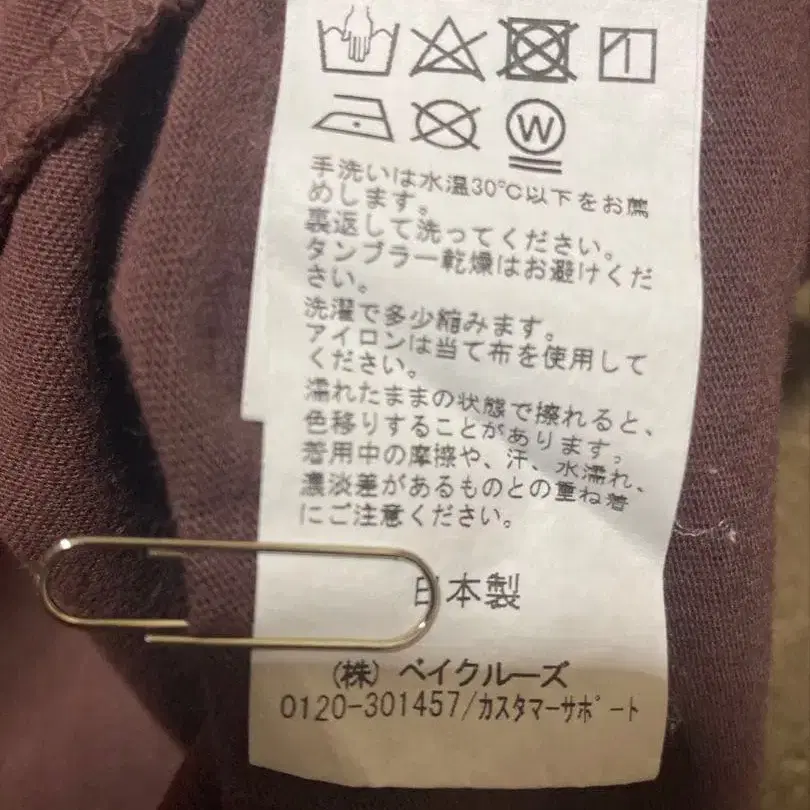 W
手洗いは水温30℃以下をお薦
めします。
裏返して洗ってください。
タンブラー乾燥はお避けくだ
さい。
洗濯で多少縮みます。
アイロンは当て布を使用して
ください。
濡れたままの状態で擦れると、
色移りすることがあります。
着用中の摩擦や、汗、水濡れ、
濃淡差があるものとの重ね着
にご注意ください。
日本製
(株) ベイクルーズ
0120-301457/カスタマーサポート